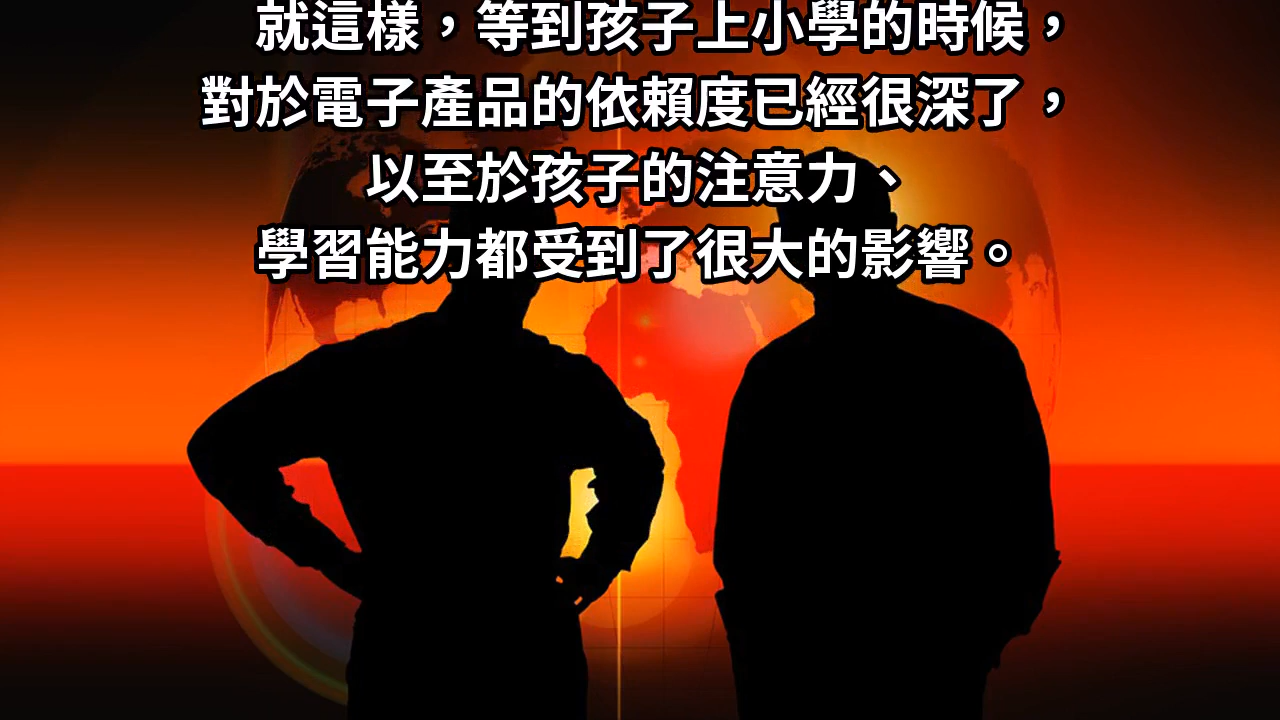 就這樣，等到孩子上小學的時候，
對於電子產品的依賴度已經很深了，
以至於孩子的注意力、
學習能力都受到了很大的影響。